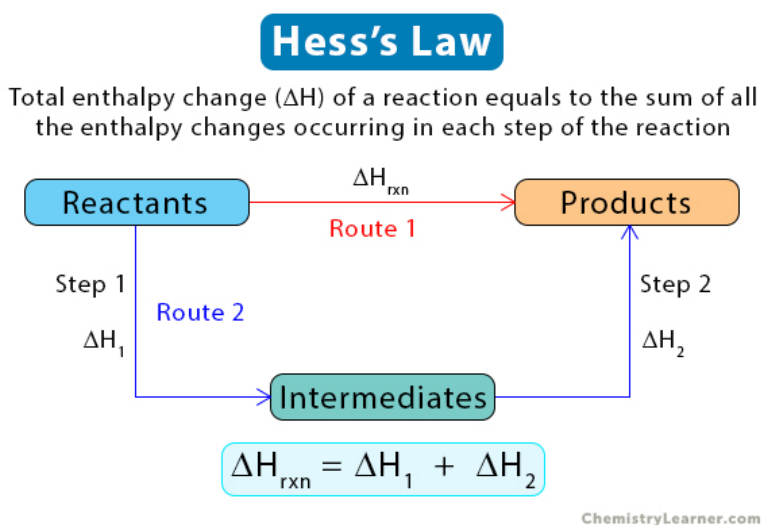 Hess's Law
Total enthalpy change (ΔH) of a reaction equals to the sum of all
the enthalpy changes occurring in each step of the reaction
ΔHrxn
Reactants
Products
Route 1
Step 1
Step 2
Route 2
ΔH1
ΔH2
Intermediates
ΔHrxn = ΔH1 + ΔH2
ChemistryLearner.com